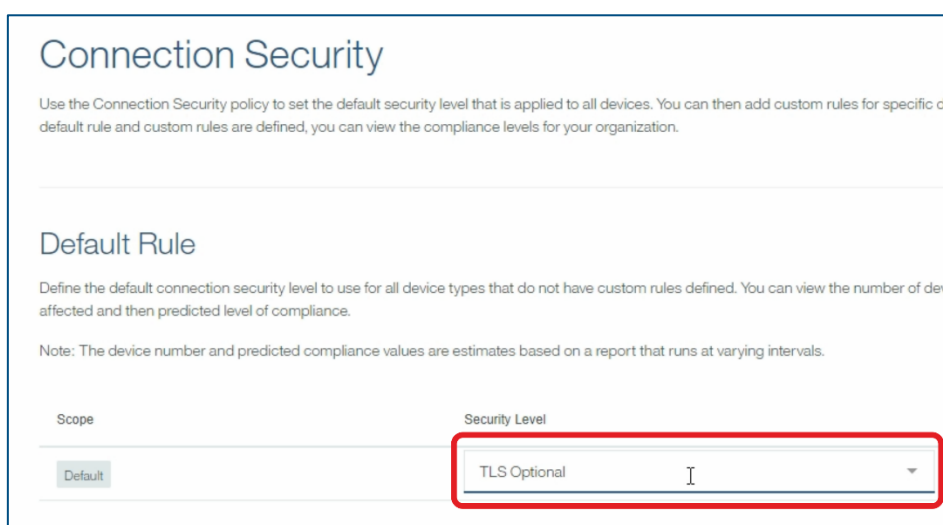 Connection Security
Use the Connection Security policy to set the default security level that is applied to all devices. You can then add custom rules for specific
default rule and custom rules are defined, you can view the compliance levels for your organization.
Default Rule
Define the default connection security level to use for all device types that do not have custom rules defined. You can view the number of
affected and then predicted level of compliance.
Note: The device number and predicted compliance values are estimates based on a report that runs at varying intervals.
Scope
Security Level
Default
TLS Optional